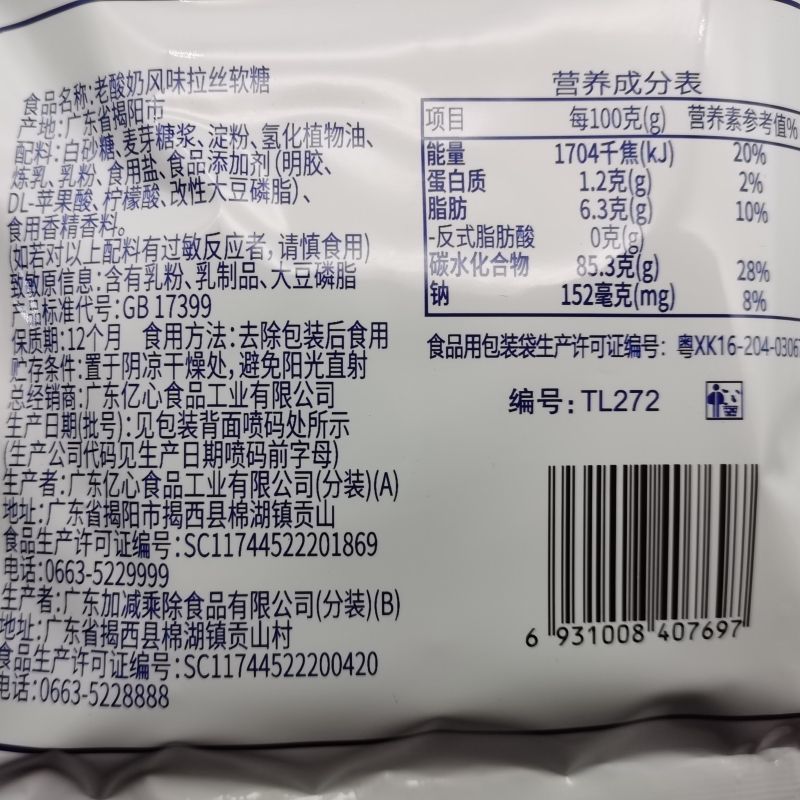 食品名称:老酸奶风味拉丝软糖
产地:广东省揭阳市
配料:白砂糖、麦芽糖浆、淀粉、氢化植物油、
炼乳、乳粉、食用盐、食品添加剂(明胶、
DL-苹果酸、柠檬酸、改性大豆磷脂)、
食用香精香料。
(如若对以上配料有过敏反应者,请慎食用)
致敏原信息:含有乳粉、乳制品、大豆磷脂
产品标准代号:GB 17399
保质期:12个月 食用方法:去除包装后食用
贮存条件:置于阴凉干燥处,避免阳光直射
总经销商:广东亿心食品工业有限公司
生产日期(批号):见包装背面喷码处所示
(生产公司代码见生产日期喷码前字母)
生产者:广东亿心食品工业有限公司(分装)(A)
地址:广东省揭阳市揭西县棉湖镇贡山
食品生产许可证编号:SC11744522201869
电话:0663-5229999
生产者:广东加减乘除食品有限公司(分装)(B)
地址:广东省揭西县棉湖镇贡山村
食品生产许可证编号:SC11744522200420
电话:0663-5228888
营养成分表
项目 每100克(g) 营养素参考值%
能量 1704千焦(kJ) 20%
蛋白质 1.2克(g) 2%
脂肪 6.3克(g) 10%
-反式脂肪酸 0克(g)
碳水化合物 85.3克(g) 28%
钠 152毫克(mg) 8%
食品用包装袋生产许可证编号: 粤XK16-204-0306
编号:TL272
6 931008 407697